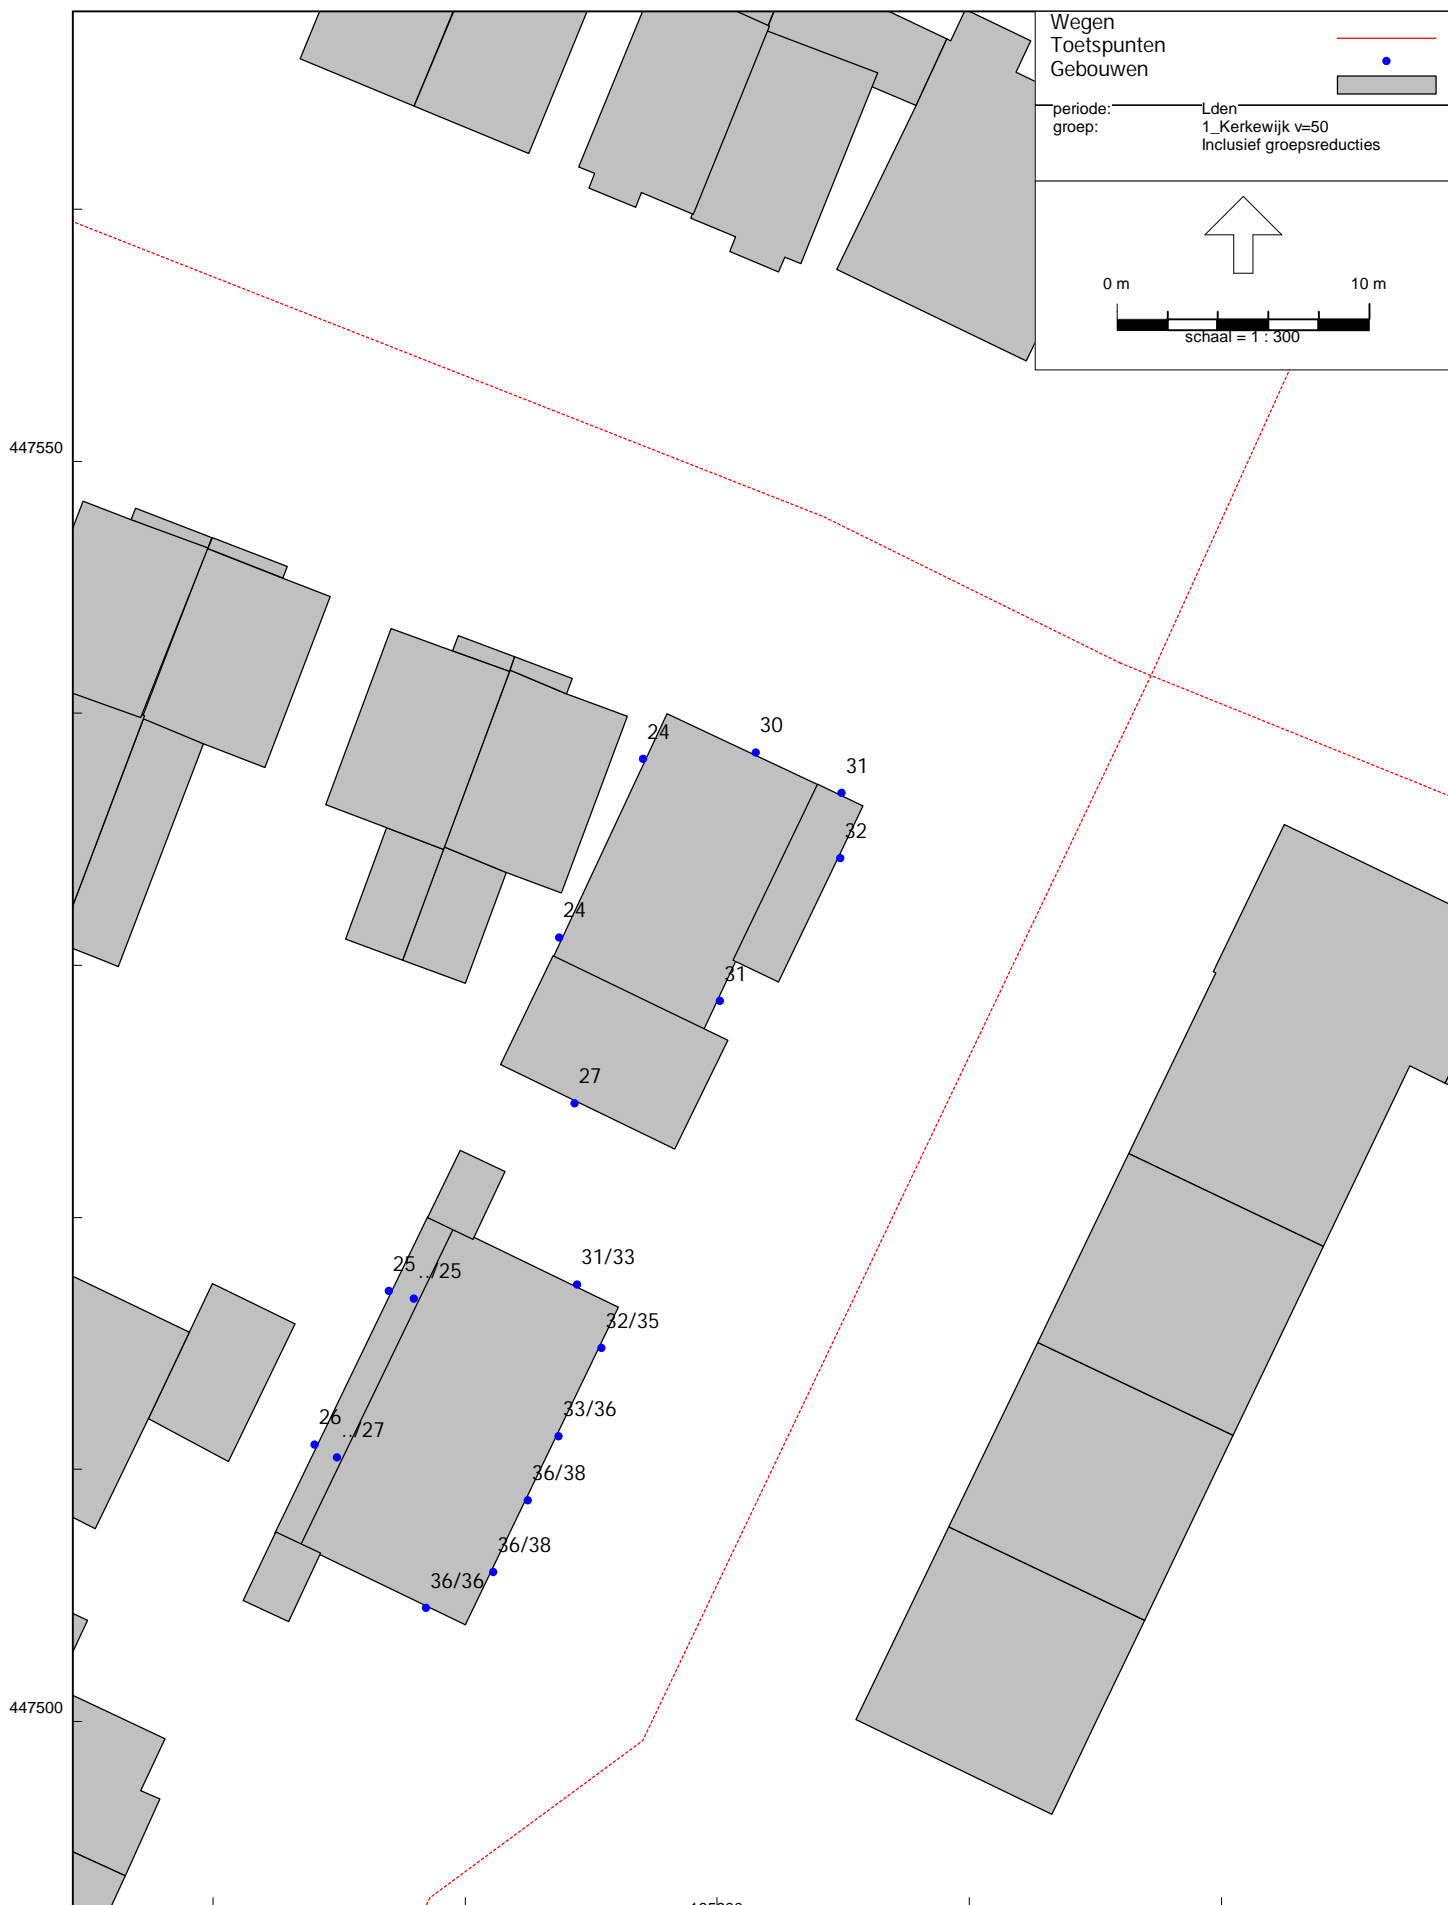 Wegen
Toetspunten
Gebouwen
periode: Lden
groep: 1_Kerkewijk v=50
Inclusief groepsreducties
0 m 10 m
schaal = 1 : 300
447550
24
30
31
32
24
31
27
25
../25
31/33
32/35
26
../27
33/36
36/38
36/38
36/36
447500